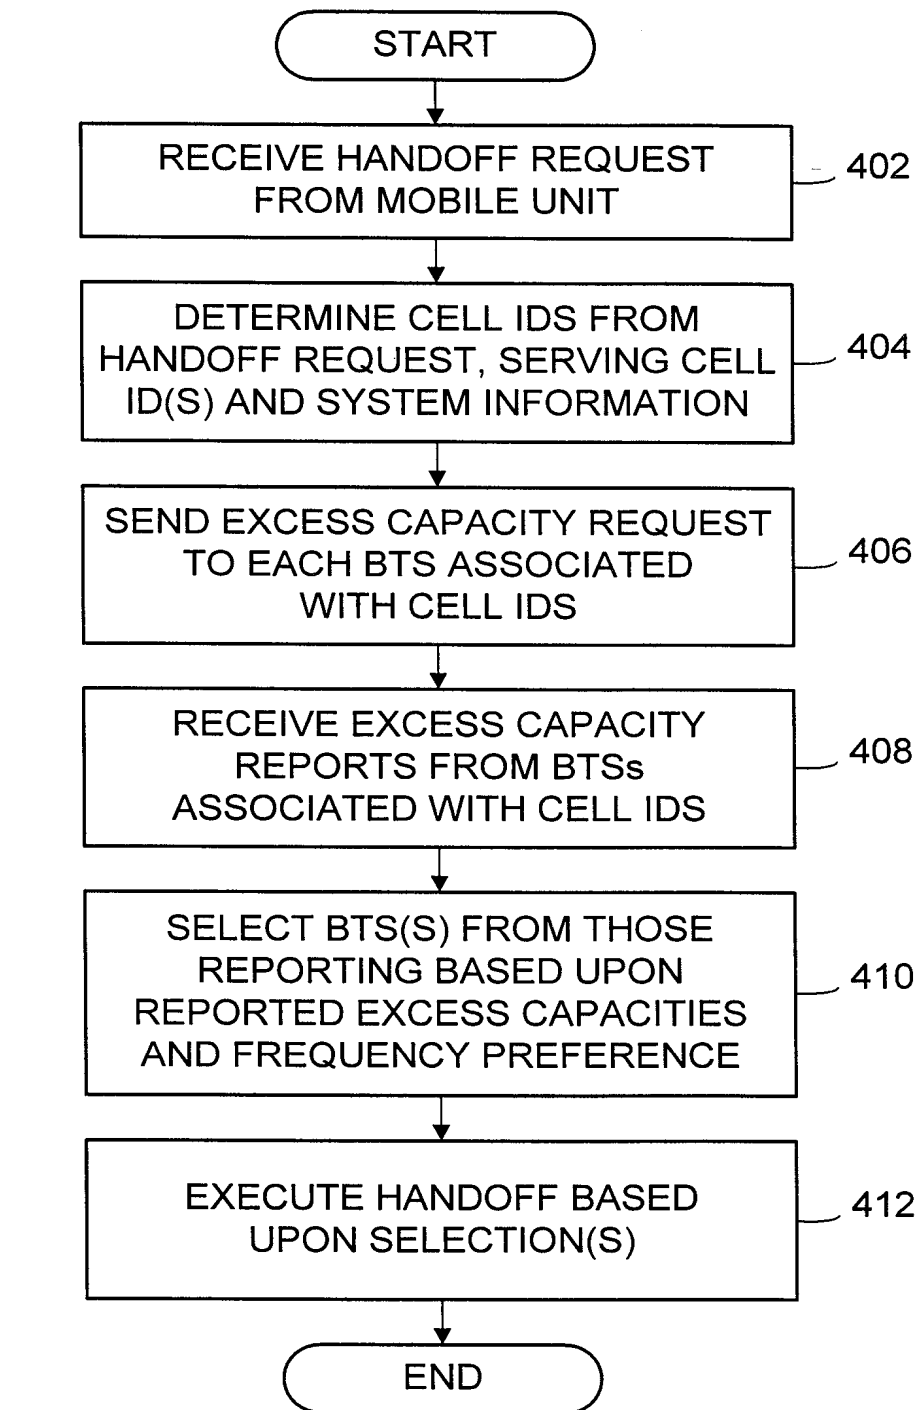 START
RECEIVE HANDOFF REQUEST
FROM MOBILE UNIT
402
DETERMINE CELL IDS FROM
HANDOFF REQUEST, SERVING CELL
ID(S) AND SYSTEM INFORMATION
404
SEND EXCESS CAPACITY REQUEST
TO EACH BTS ASSOCIATED
WITH CELL IDS
406
RECEIVE EXCESS CAPACITY
REPORTS FROM BTSs
ASSOCIATED WITH CELL IDS
408
SELECT BTS(S) FROM THOSE
REPORTING BASED UPON
REPORTED EXCESS CAPACITIES
AND FREQUENCY PREFERENCE
410
EXECUTE HANDOFF BASED
UPON SELECTION(S)
412
END